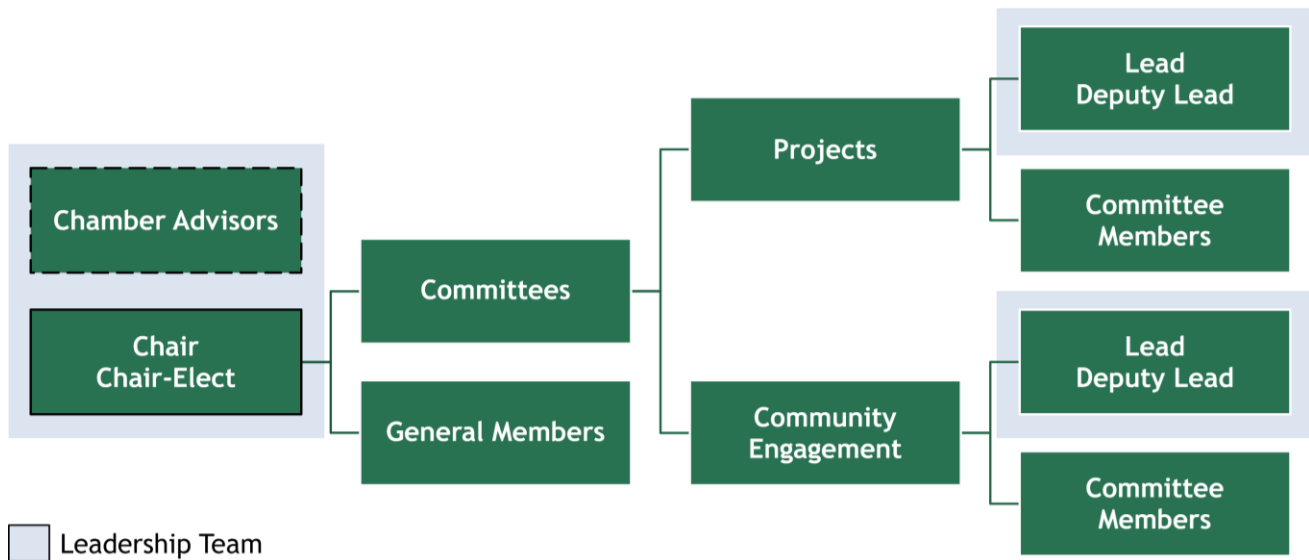 Chamber Advisors
Chair
Chair-Elect
Committees
General Members
Projects
Community
Engagement
Lead
Deputy Lead
Committee
Members
Lead
Deputy Lead
Committee
Members
Leadership Team